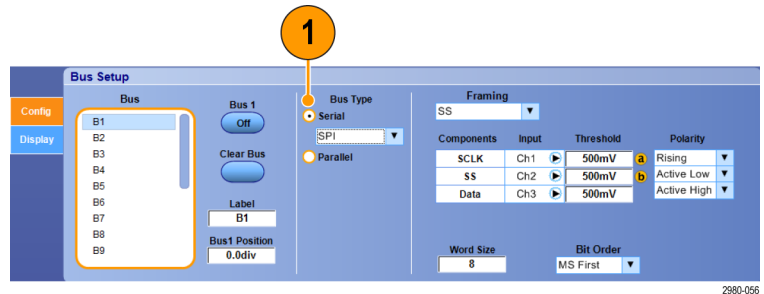 1
Bus Setup
Config
Display
Bus
B1
B2
B3
B4
B5
B6
B7
B8
B9
Bus 1
Off
Clear Bus
Label
B1
Bus1 Position
0.0div
Bus Type
Serial
SPI
Parallel
Framing
SS
Components Input Threshold Polarity
SCLK Ch1 500mV a Rising
SS Ch2 500mV b Active Low
Data Ch3 500mV Active High
Word Size Bit Order
8 MS First
2980-056